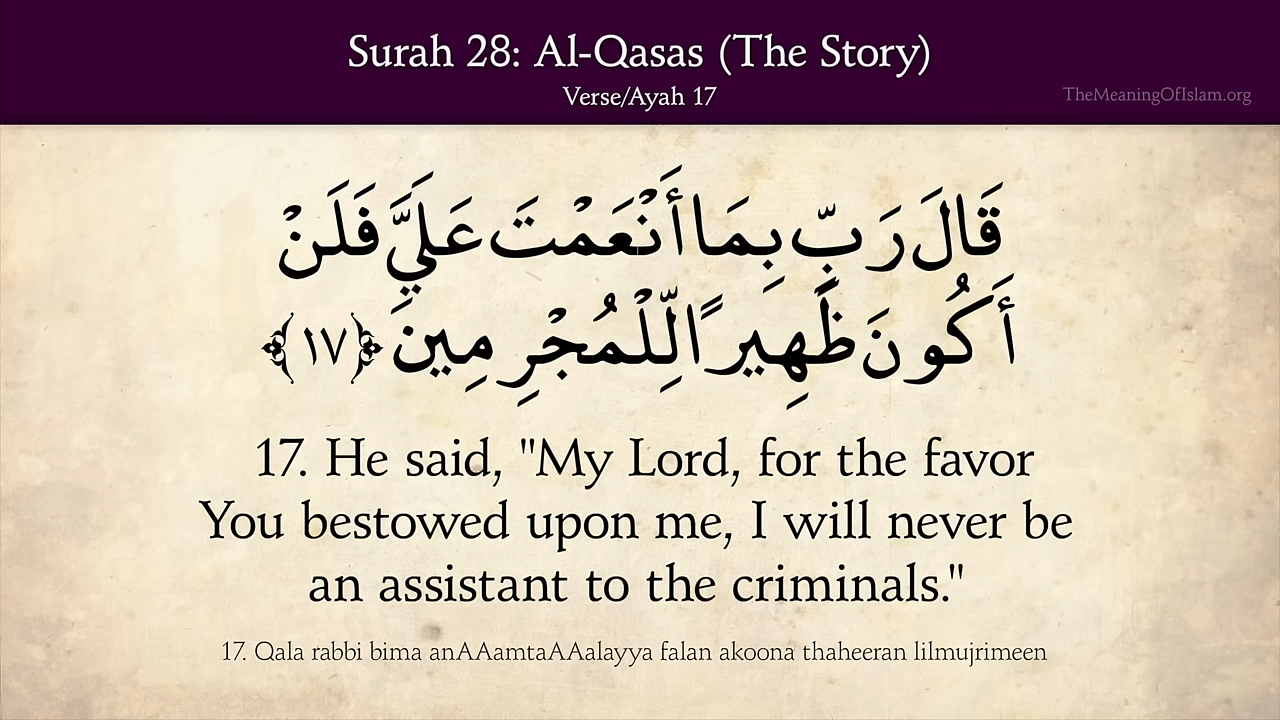 Surah 28: Al-Qasas (The Story)
Verse/Ayah 17
TheMeaningOfIslam.org
قَالَ رَبِّ بِمَا أَنْعَمْتَ عَلَيَّ فَلَنْ
أَكُونَ ظَهِيرًا لِّلْمُجْرِمِينَ ﴿١٧﴾
17. He said, "My Lord, for the favor
You bestowed upon me, I will never be
an assistant to the criminals."
17. Qala rabbi bima anAAamtaAAalayya falan akoona thaheeran lilmujrimeen